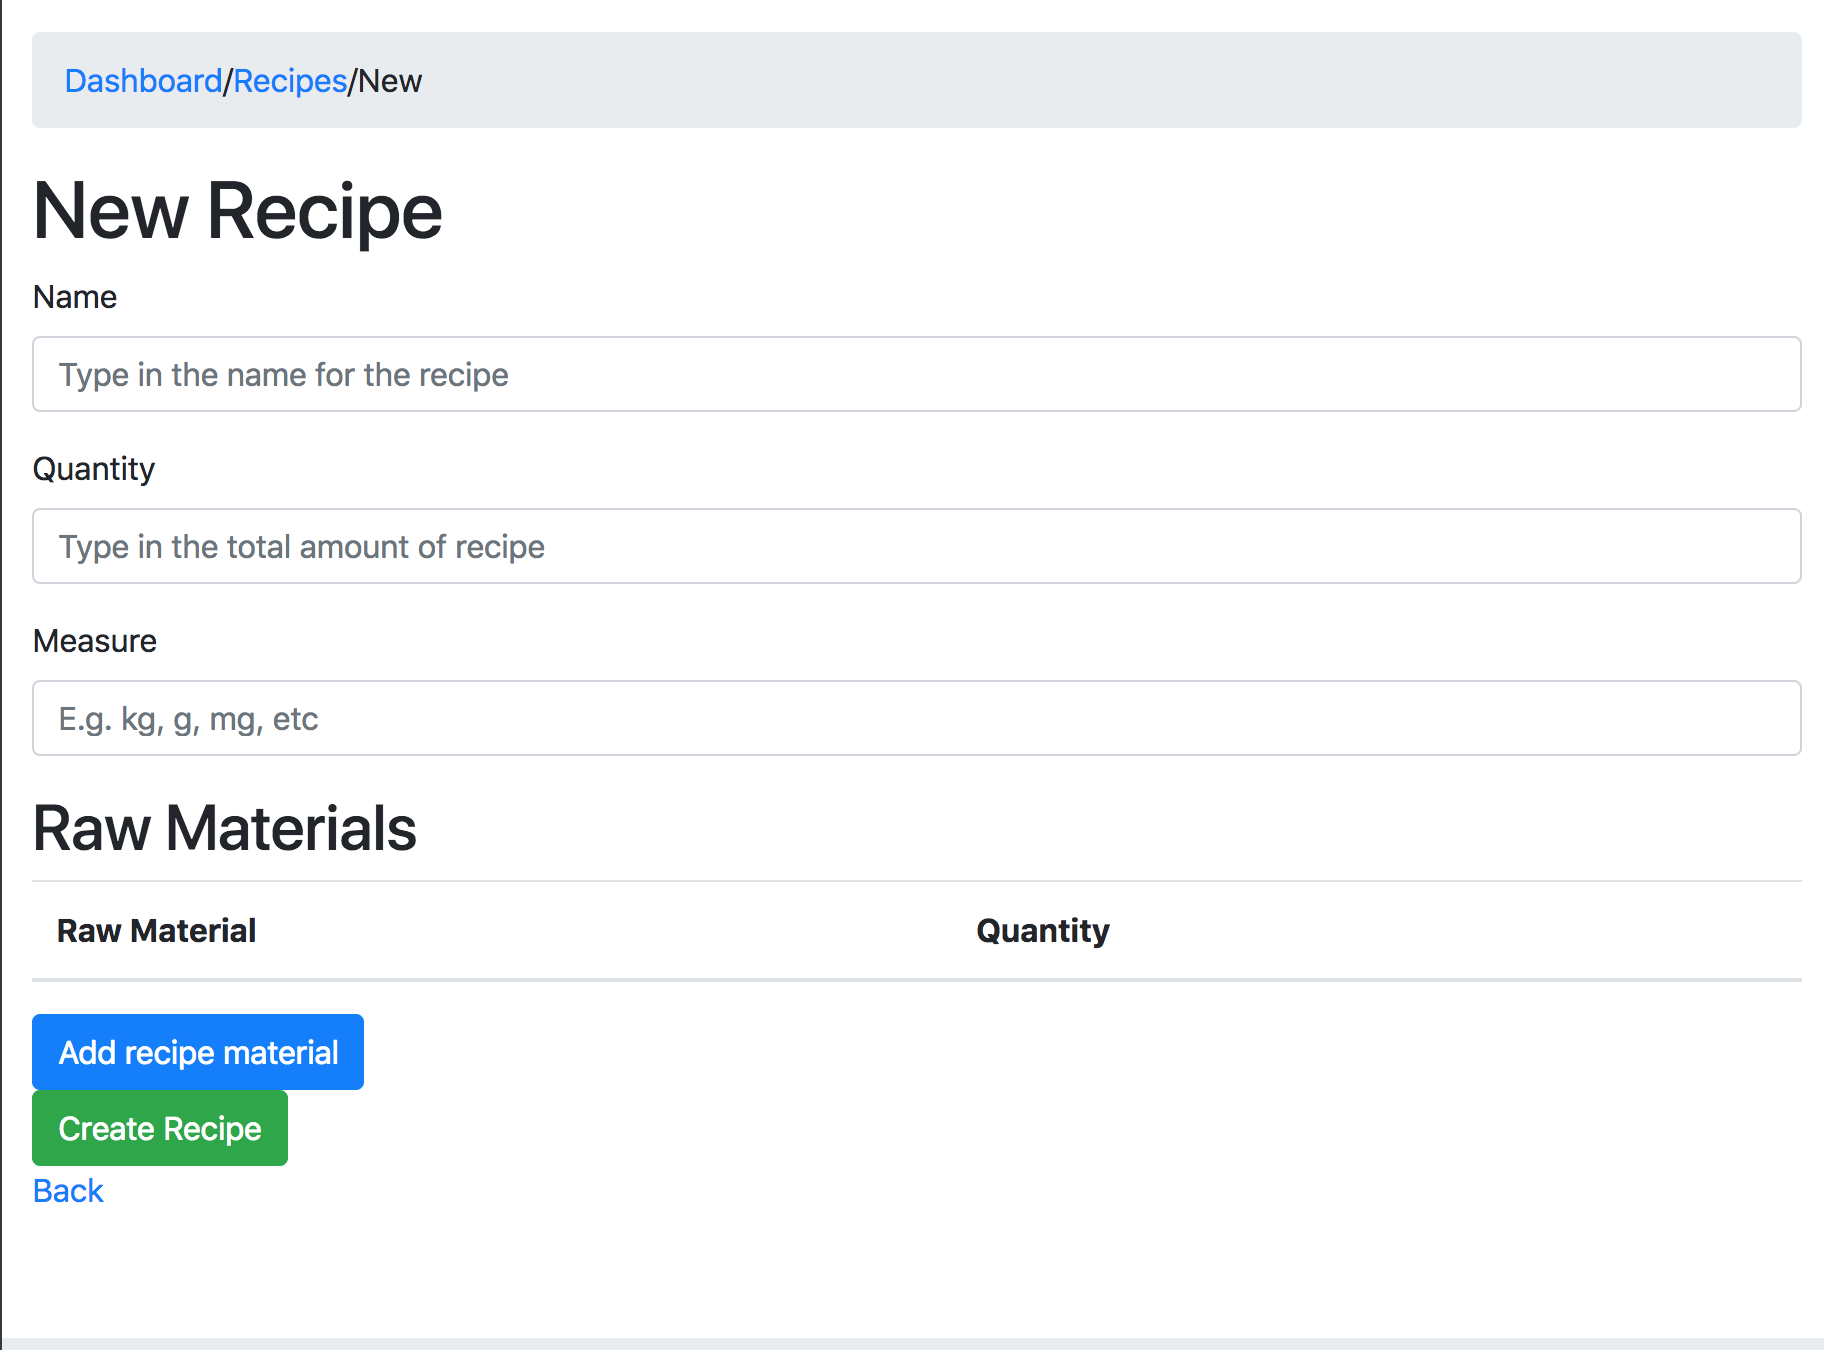 Dashboard/Recipes/New
New Recipe
Name
Type in the name for the recipe
Quantity
Type in the total amount of recipe
Measure
E.g. kg, g, mg, etc
Raw Materials
Raw Material Quantity
Add recipe material
Create Recipe
Back